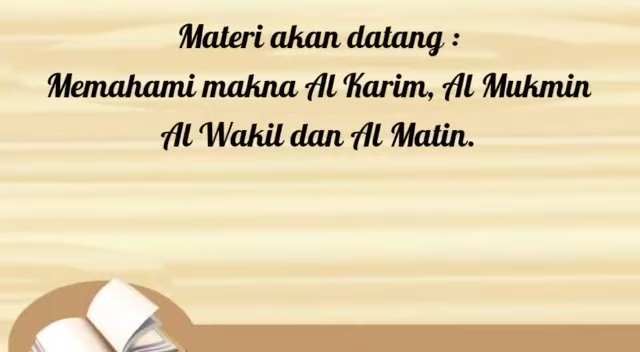 Materi akan datang :
Memahami makna Al Karim, Al Mukmin
Al Wakil dan Al Matin.